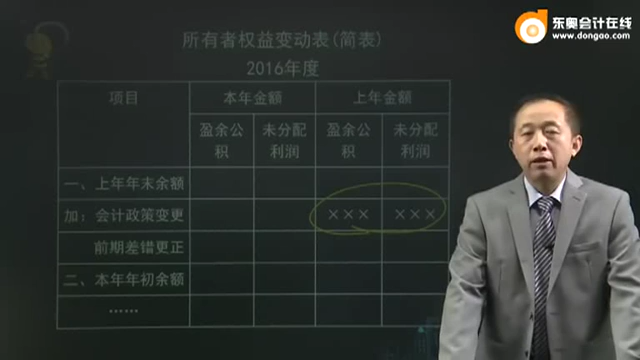 东奥会计在线
www.dongao.com
所有者权益变动表(简表)
2016年度
项目
本年金额
上年金额
盈余公积
未分配利润
盈余公积
未分配利润
一、上年年末余额
加：会计政策变更
×××
×××
前期差错更正
二、本年年初余额
……